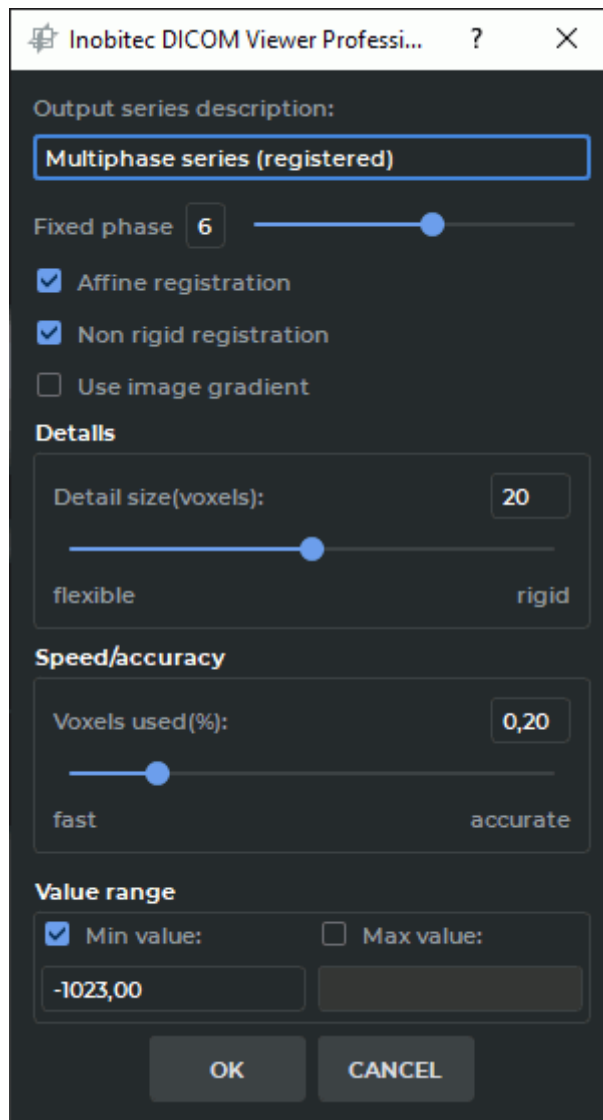 Inobitec DICOM Viewer Professi... ?
Output series description:
Multiphase series (registered)
Fixed phase 6
Affine registration
Non rigid registration
Use image gradient
Details
Detail size(voxels): 20
flexible rigid
Speed/accuracy
Voxels used(%): 0,20
fast accurate
Value range
Min value: Max value:
-1023,00
OK CANCEL